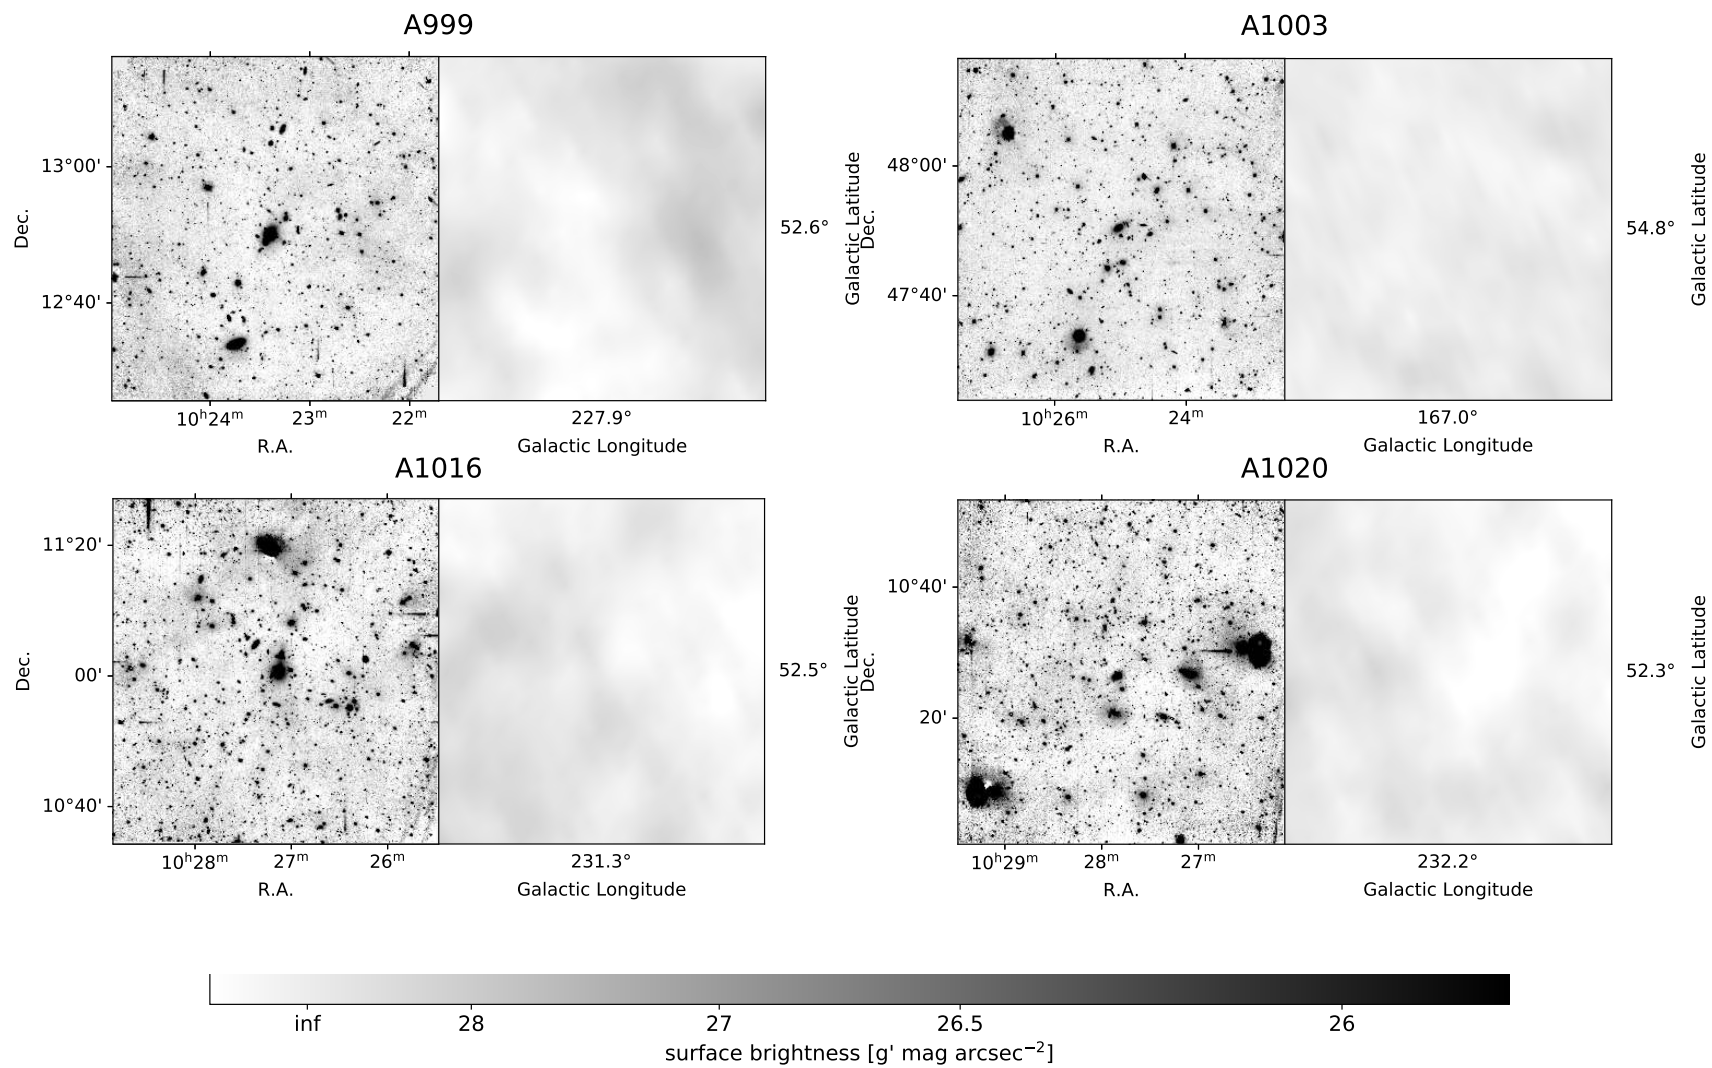 A999
A1003
Dec.
13°00'
12°40'
10ʰ24ᵐ
23ᵐ
22ᵐ
R.A.
227.9°
Galactic Longitude
52.6°
Galactic Latitude
Dec.
48°00'
47°40'
10ʰ26ᵐ
24ᵐ
R.A.
167.0°
Galactic Longitude
54.8°
Galactic Latitude
A1016
A1020
Dec.
11°20'
00'
10°40'
10ʰ28ᵐ
27ᵐ
26ᵐ
R.A.
231.3°
Galactic Longitude
52.5°
Galactic Latitude
Dec.
10°40'
20'
10ʰ29ᵐ
28ᵐ
27ᵐ
R.A.
232.2°
Galactic Longitude
52.3°
Galactic Latitude
inf
28
27
26.5
26
surface brightness [g' mag arcsec⁻²]